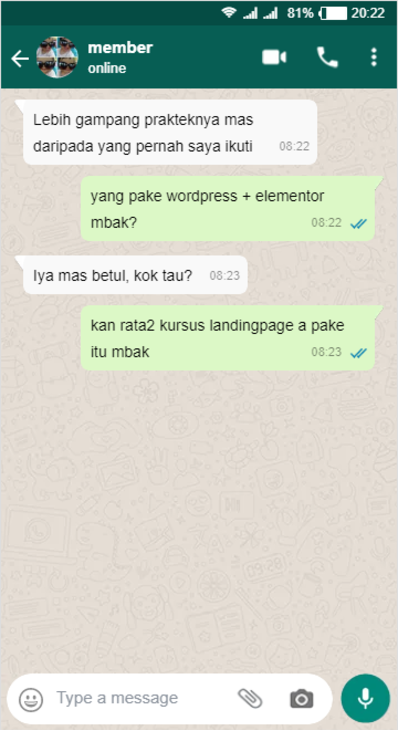 81% 20:22
member
online
Lebih gampang prakteknya mas
daripada yang pernah saya ikuti 08:22
yang pake wordpress + elementor
mbak? 08:22
Iya mas betul, kok tau? 08:23
kan rata2 kursus landingpage a pake
itu mbak 08:23
Type a message